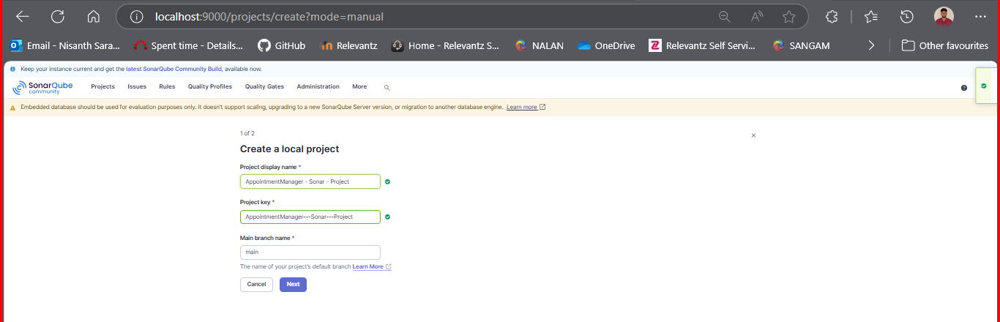 localhost:9000/projects/create?mode=manual
Email - Nisanth Sara... Spent time - Details... GitHub Relevantz Home - Relevantz S... NALAN OneDrive Relevantz Self Servi... SANGAM Other favourites
Keep your instance current and get the latest SonarQube Community Build, available now.
SonarQube community Projects Issues Rules Quality Profiles Quality Gates Administration More
Embedded database should be used for evaluation purposes only. It doesn't support scaling, upgrading to a new SonarQube Server version, or migration to another database engine. Learn more
1 of 2
Create a local project
Project display name *
AppointmentManager - Sonar - Project
Project key *
AppointmentManager---Sonar---Project
Main branch name *
main
The name of your project's default branch Learn More
Cancel Next